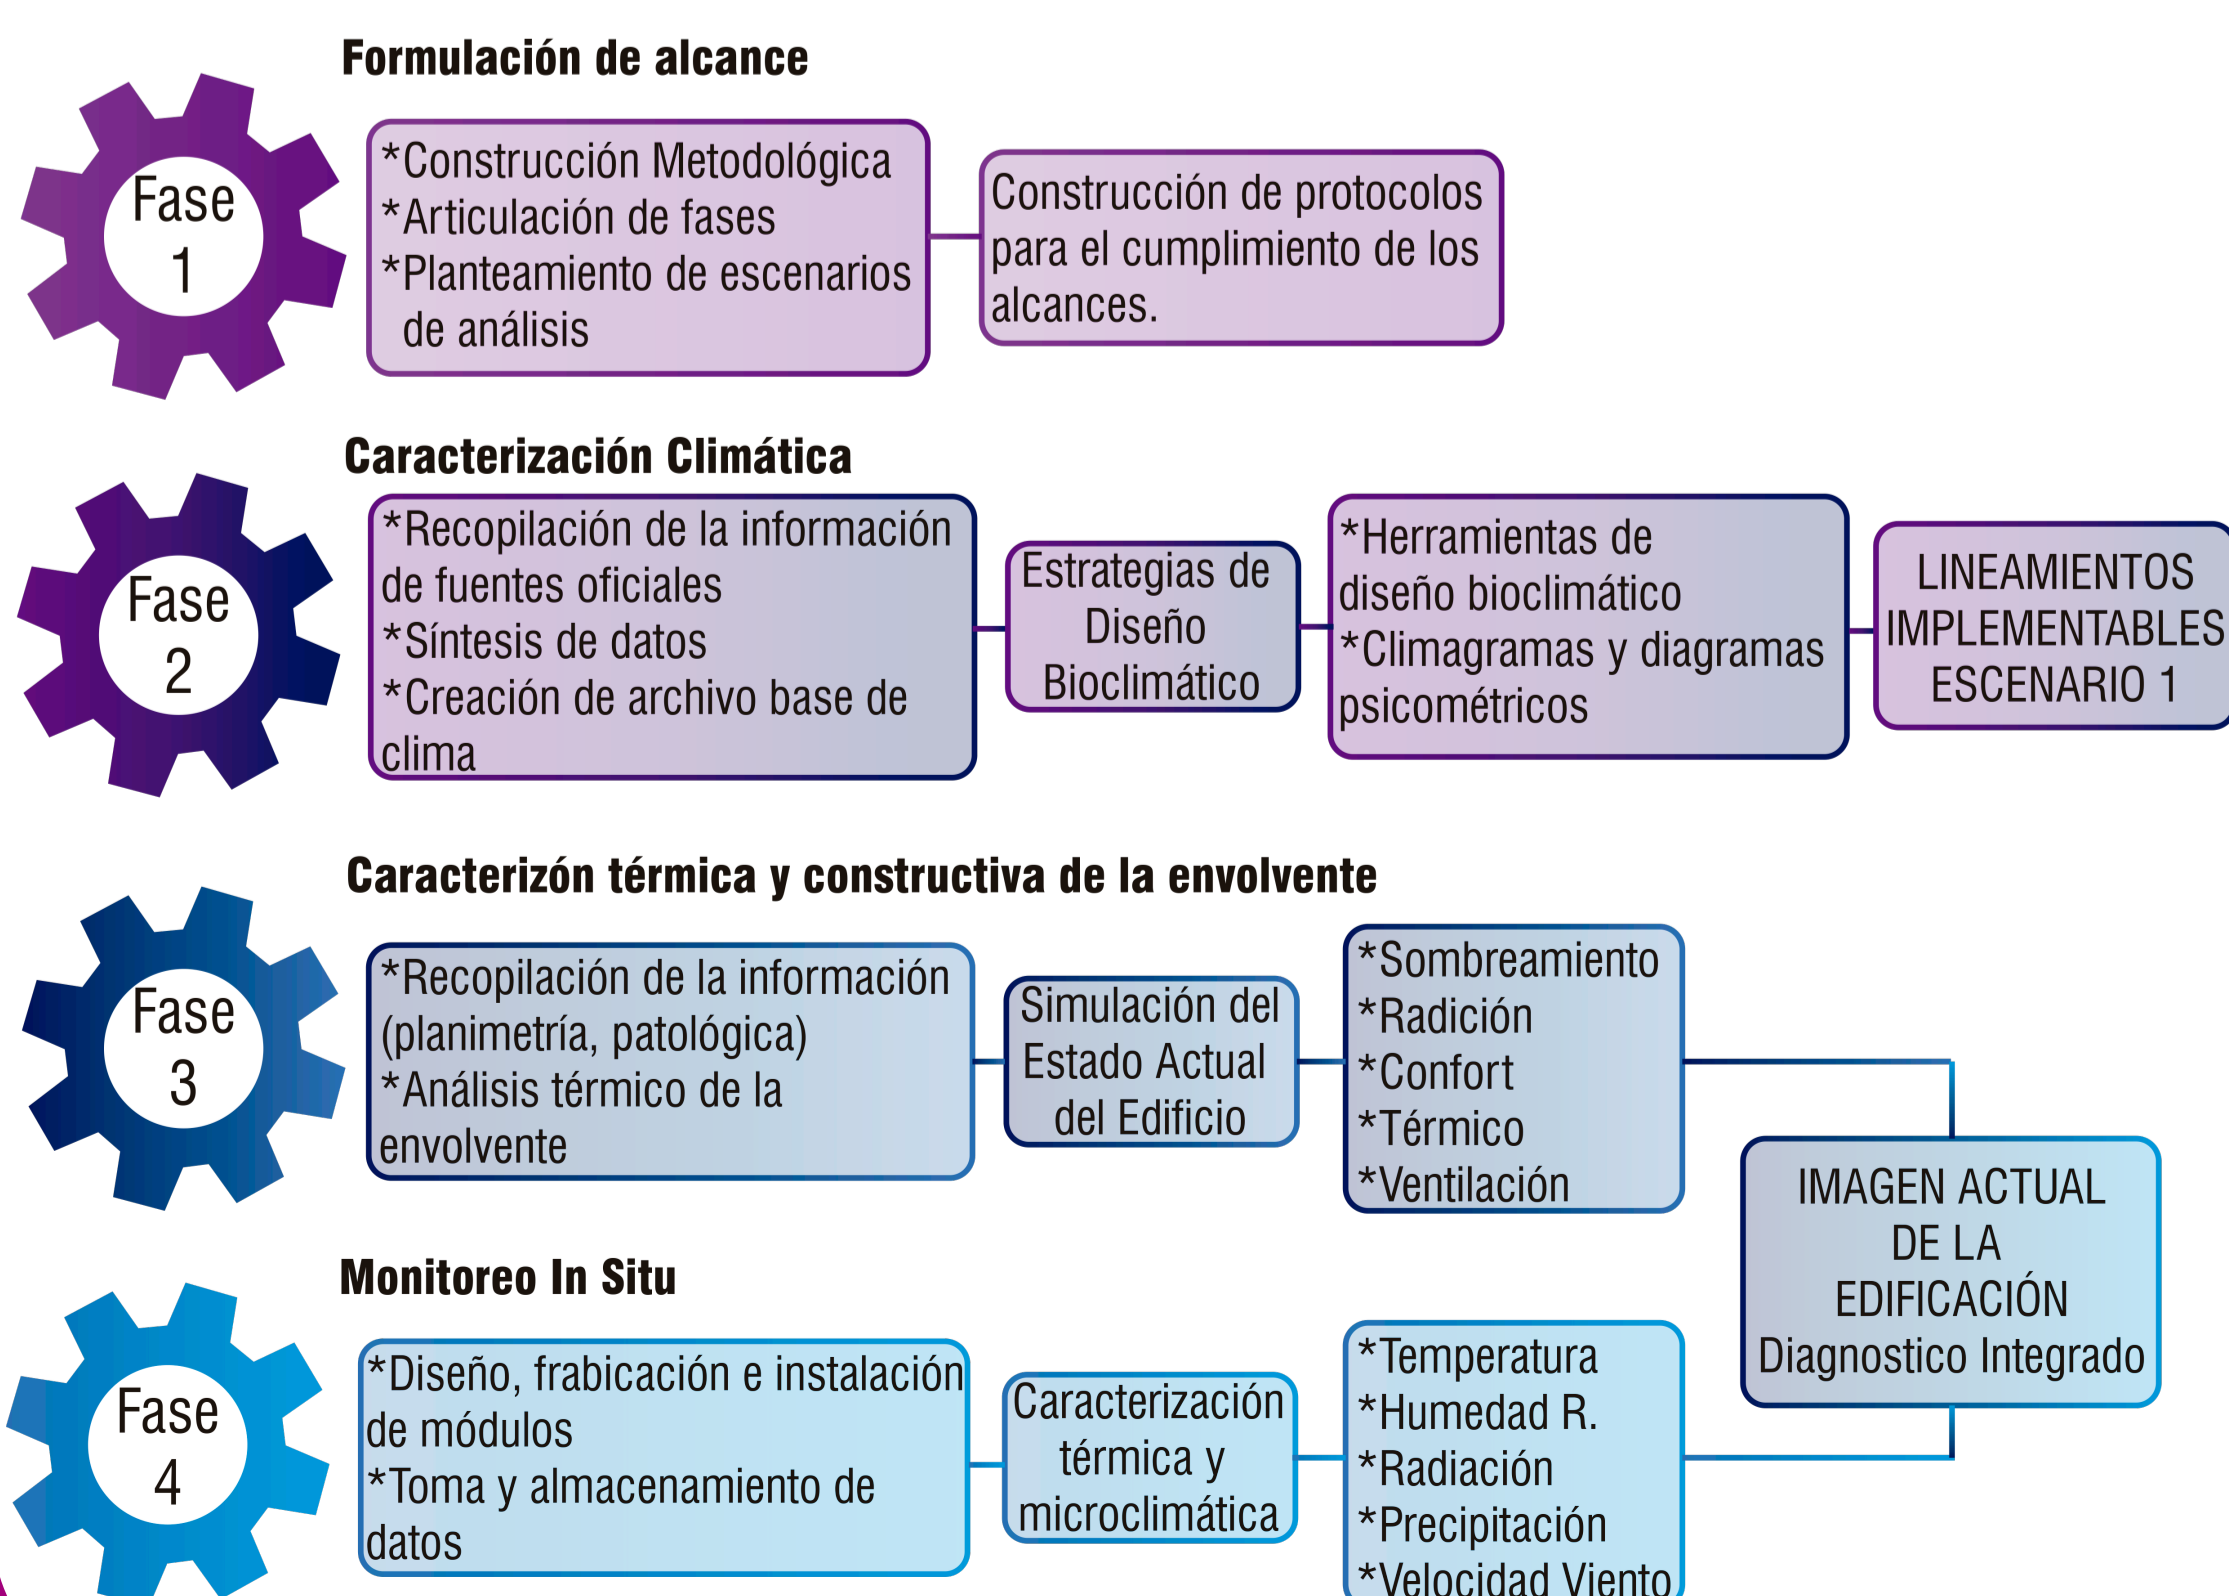 Formulación de alcance
Fase
1
*Construcción Metodológica
*Articulación de fases
*Planteamiento de escenarios
de análisis
Construcción de protocolos
para el cumplimiento de los
alcances.
Caracterización Climática
Fase
2
*Recopilación de la información
de fuentes oficiales
*Síntesis de datos
*Creación de archivo base de
clima
Estrategias de
Diseño
Bioclimático
*Herramientas de
diseño bioclimático
*Climagramas y diagramas
psicométricos
LINEAMIENTOS
IMPLEMENTABLES
ESCENARIO 1
Caracterizón térmica y constructiva de la envolvente
Fase
3
*Recopilación de la información
(planimetría, patológica)
*Análisis térmico de la
envolvente
Simulación del
Estado Actual
del Edificio
*Sombreamiento
*Radición
*Confort
*Térmico
*Ventilación
IMAGEN ACTUAL
DE LA
EDIFICACIÓN
Diagnostico Integrado
Monitoreo In Situ
Fase
4
*Diseño, frabicación e instalación
de módulos
*Toma y almacenamiento de
datos
Caracterización
térmica y
microclimática
*Temperatura
*Humedad R.
*Radiación
*Precipitación
*Velocidad Viento